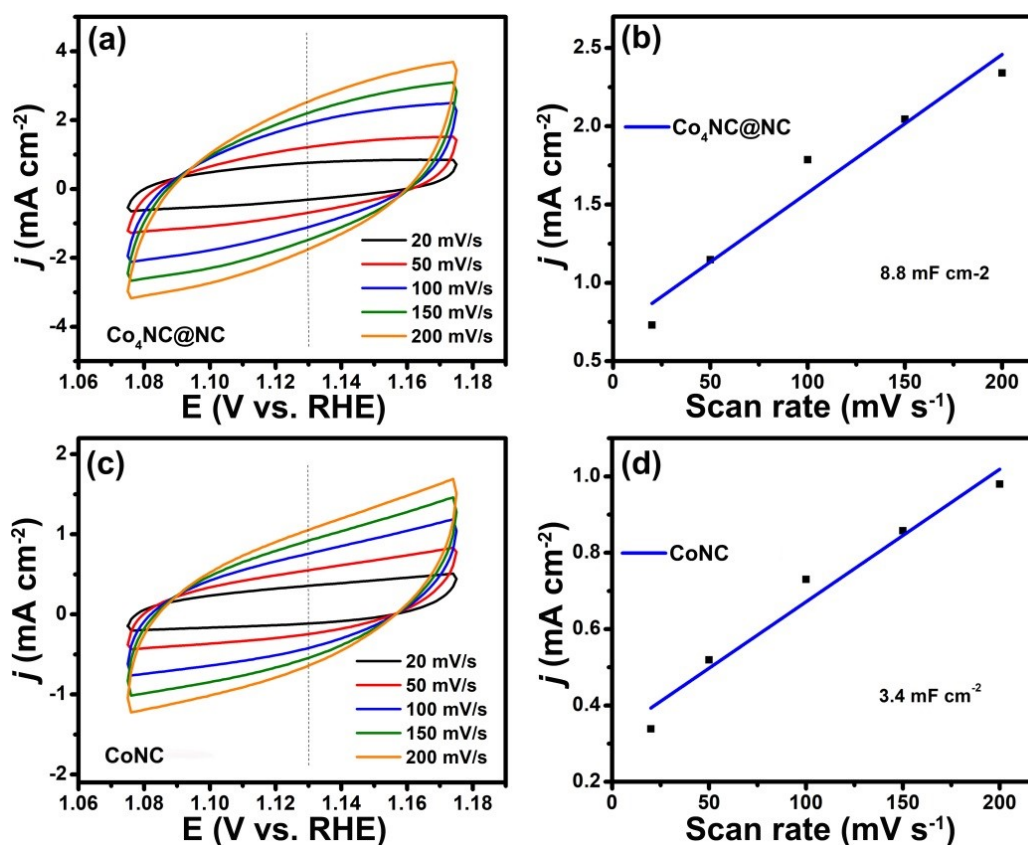 (a)
4
2
0
-2
-4
j (mA cm-2)
20 mV/s
50 mV/s
100 mV/s
150 mV/s
200 mV/s
Co4NC@NC
1.06 1.08 1.10 1.12 1.14 1.16 1.18
E (V vs. RHE)
(b)
2.5
2.0
1.5
1.0
0.5
j (mA cm-2)
Co4NC@NC
8.8 mF cm-2
0 50 100 150 200
Scan rate (mV s-1)
(c)
2
1
0
-1
-2
j (mA cm-2)
20 mV/s
50 mV/s
100 mV/s
150 mV/s
200 mV/s
CoNC
1.06 1.08 1.10 1.12 1.14 1.16 1.18
E (V vs. RHE)
(d)
1.0
0.8
0.6
0.4
0.2
j (mA cm-2)
CoNC
3.4 mF cm-2
0 50 100 150 200
Scan rate (mV s-1)